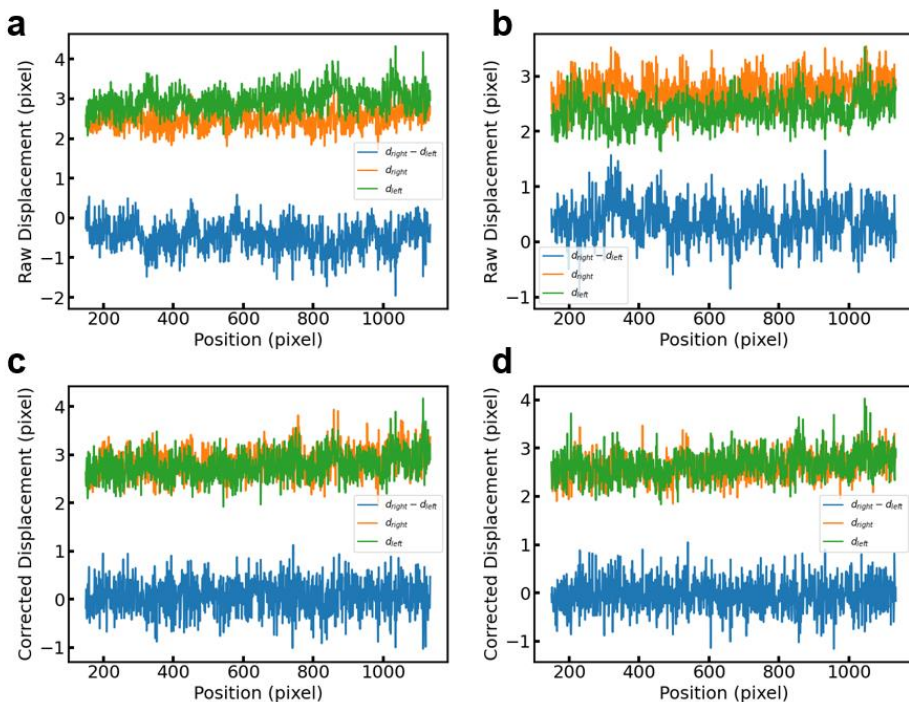 a
Raw Displacement (pixel)
4
3
2
1
0
−1
−2
d_right − d_left
d_right
d_left
200 400 600 800 1000
Position (pixel)
b
Raw Displacement (pixel)
3
2
1
0
−1
d_right − d_left
d_right
d_left
200 400 600 800 1000
Position (pixel)
c
Corrected Displacement (pixel)
4
3
2
1
0
−1
d_right − d_left
d_right
d_left
200 400 600 800 1000
Position (pixel)
d
Corrected Displacement (pixel)
4
3
2
1
0
−1
d_right − d_left
d_right
d_left
200 400 600 800 1000
Position (pixel)